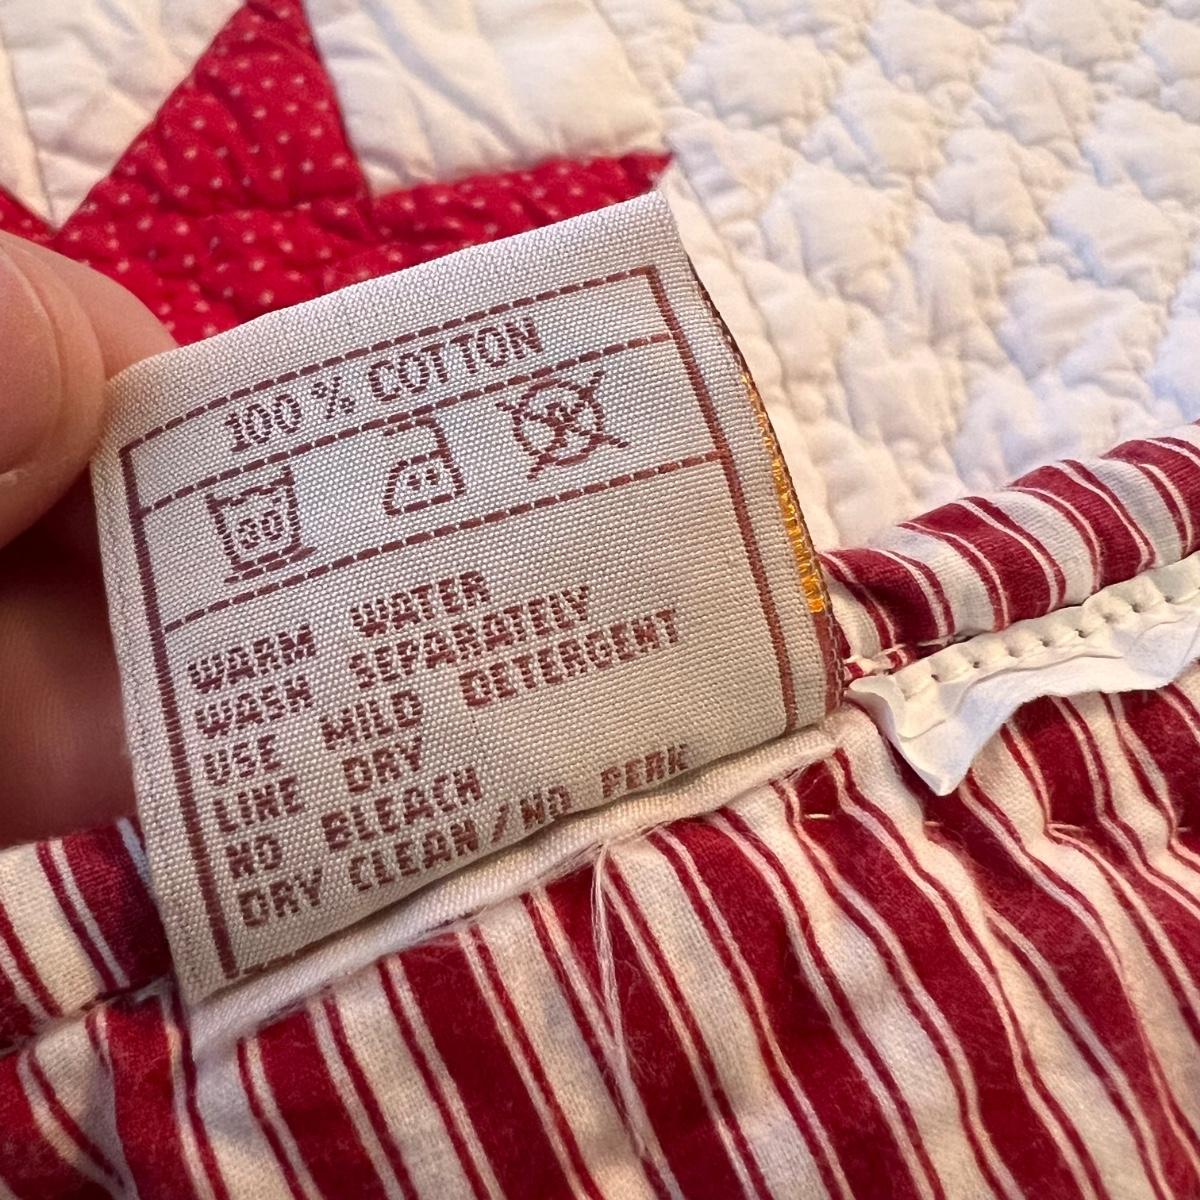 100 % COTTON
30
WARM WATER
WASH SEPARATELY
USE MILD DETERGENT
LINE DRY
NO BLEACH
DRY CLEAN/No PERK